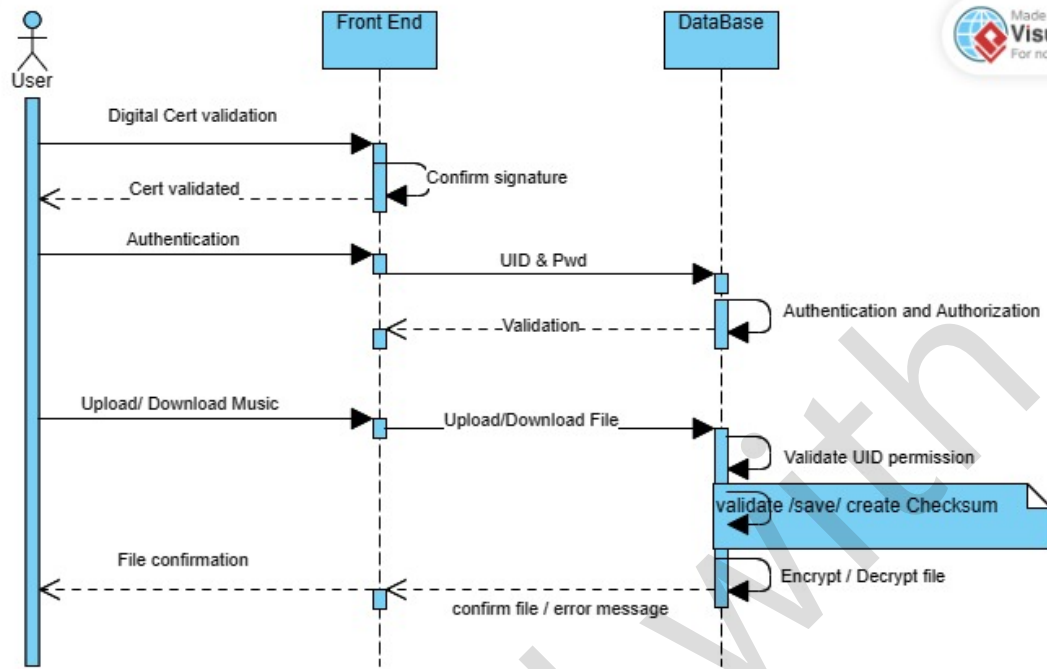 Front End
DataBase
Made
Visu
For no
User
Digital Cert validation
Confirm signature
Cert validated
Authentication
UID & Pwd
Authentication and Authorization
Validation
Upload/ Download Music
Upload/Download File
Validate UID permission
validate /save/ create Checksum
File confirmation
Encrypt / Decrypt file
confirm file / error message
with